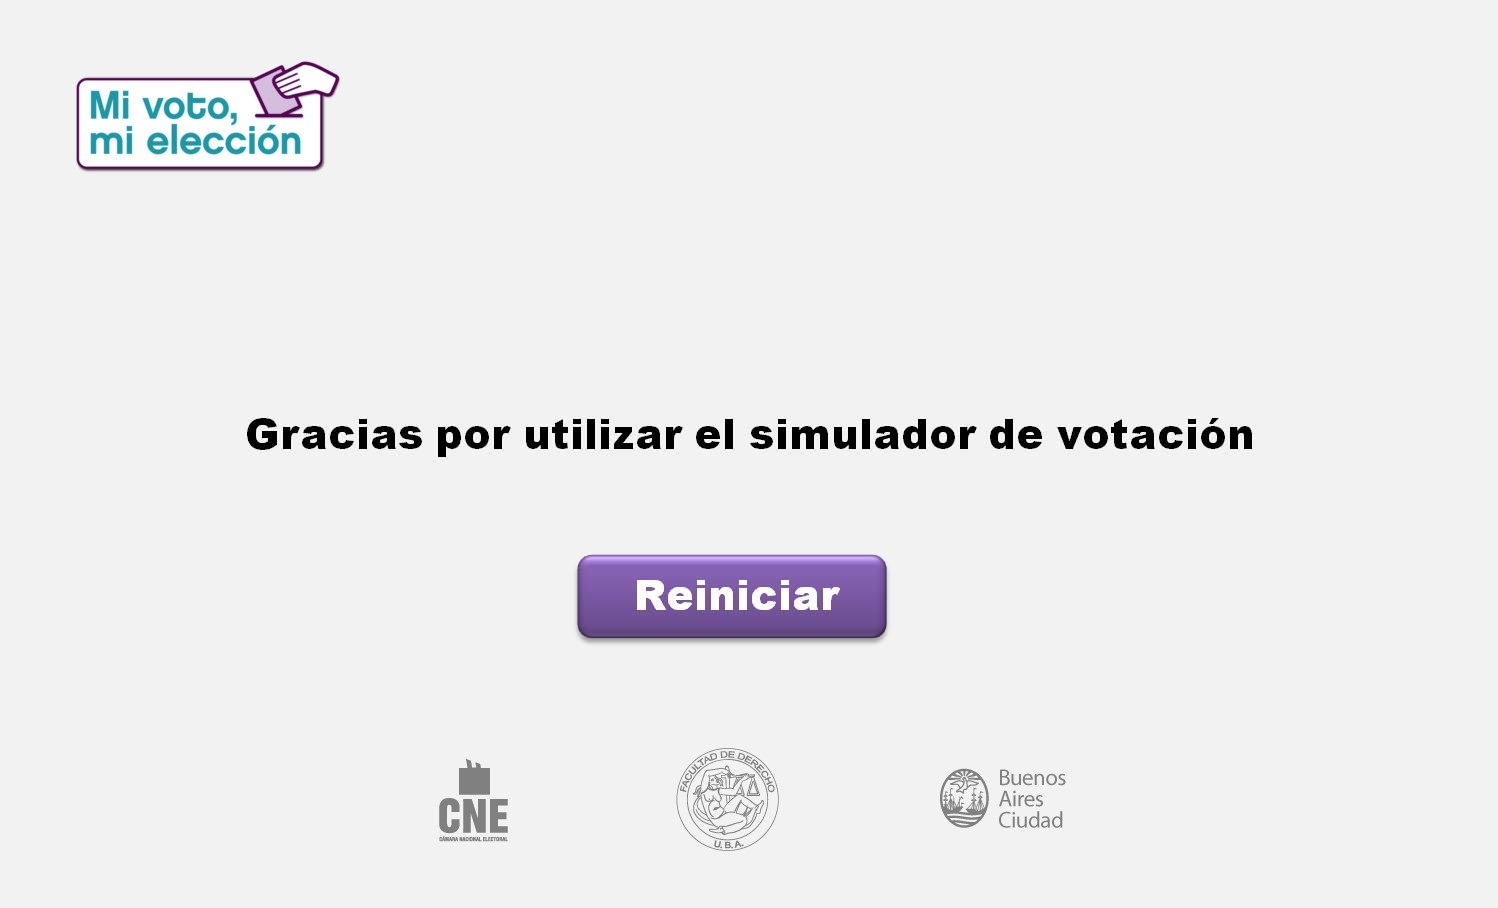 Mi voto,
mi elección
Gracias por utilizar el simulador de votación
Reiniciar
CNE
CÁMARA NACIONAL ELECTORAL
FACULTAD DE DERECHO
U.B.A.
Buenos
Aires
Ciudad